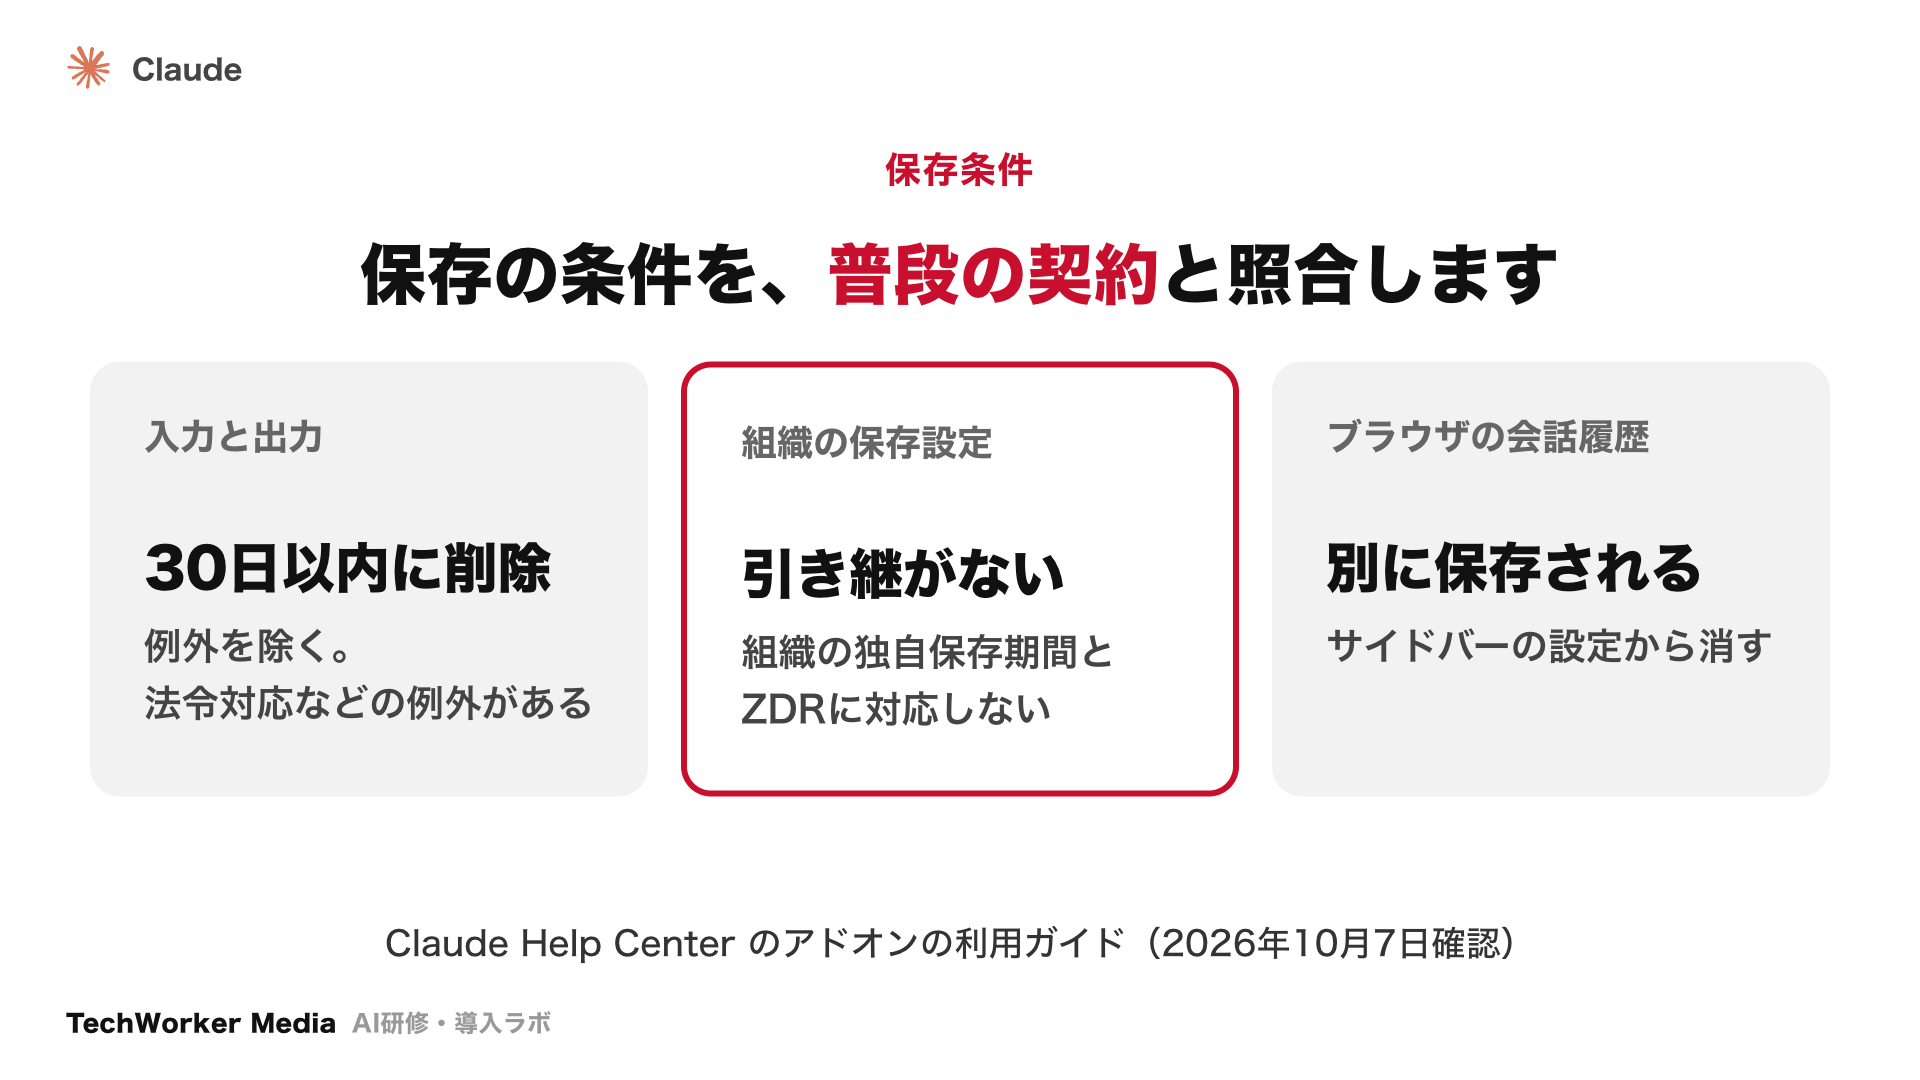 Claude
保存条件
保存の条件を、普段の契約と照合します
入力と出力
30日以内に削除
例外を除く。
法令対応などの例外がある
組織の保存設定
引き継がない
組織の独自保存期間と
ZDRに対応しない
ブラウザの会話履歴
別に保存される
サイドバーの設定から消す
Claude Help Center のアドオンの利用ガイド（2026年10月7日確認）
TechWorker Media AI研修・導入ラボ